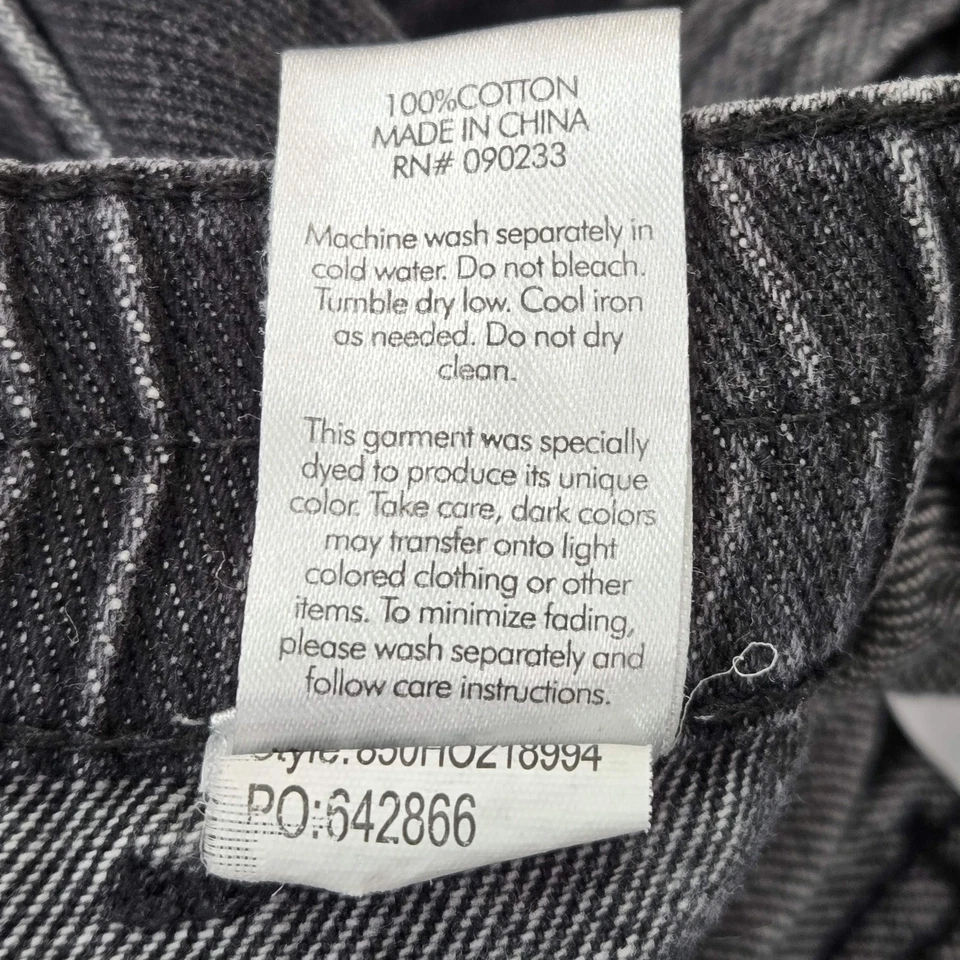 100%COTTON
MADE IN CHINA
RN# 090233
Machine wash separately in
cold water. Do not bleach.
Tumble dry low. Cool iron
as needed. Do not dry
clean.
This garment was specially
dyed to produce its unique
color. Take care, dark colors
may transfer onto light
colored clothing or other
items. To minimize fading,
please wash separately and
follow care instructions.
Style:850HO218994
PO:642866